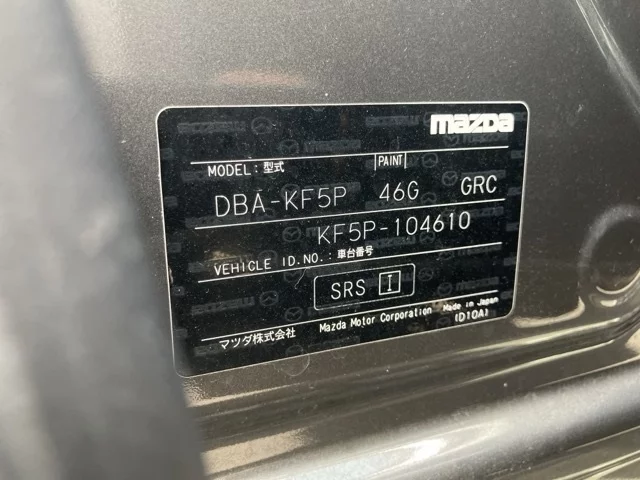 mazda
MODEL: 型式 PAINT
DBA-KF5P 46G GRC
KF5P-104610
VEHICLE ID.NO.: 車台番号
SRS I
マツダ株式会社 Mazda Motor Corporation Made in Japan
(D10A)